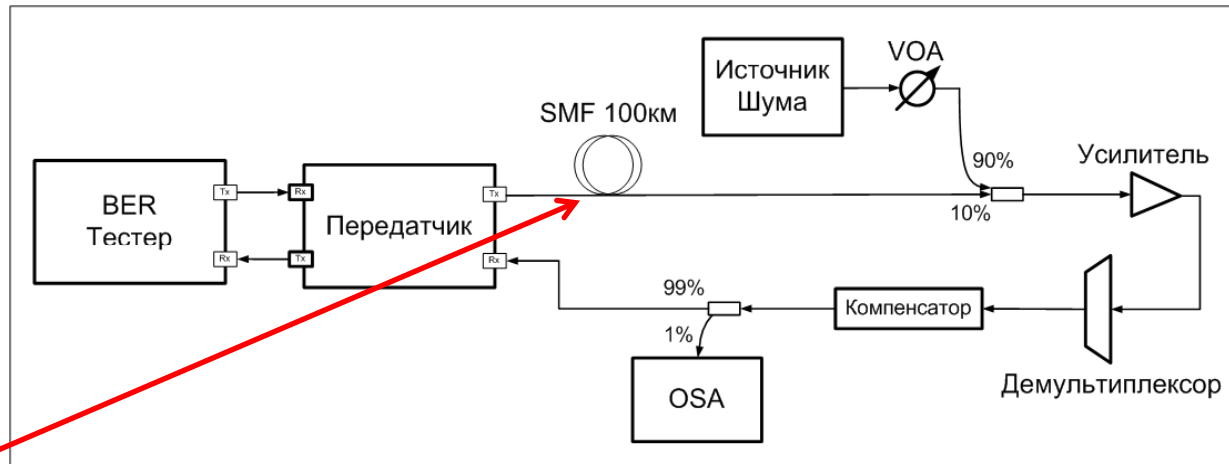 Источник
Шума
VOA
SMF 100км
90%
10%
Усилитель
BER
Тестер
Tx
Rx
Rx
Tx
Передатчик
Tx
Rx
99%
1%
Компенсатор
OSA
Демультиплексор